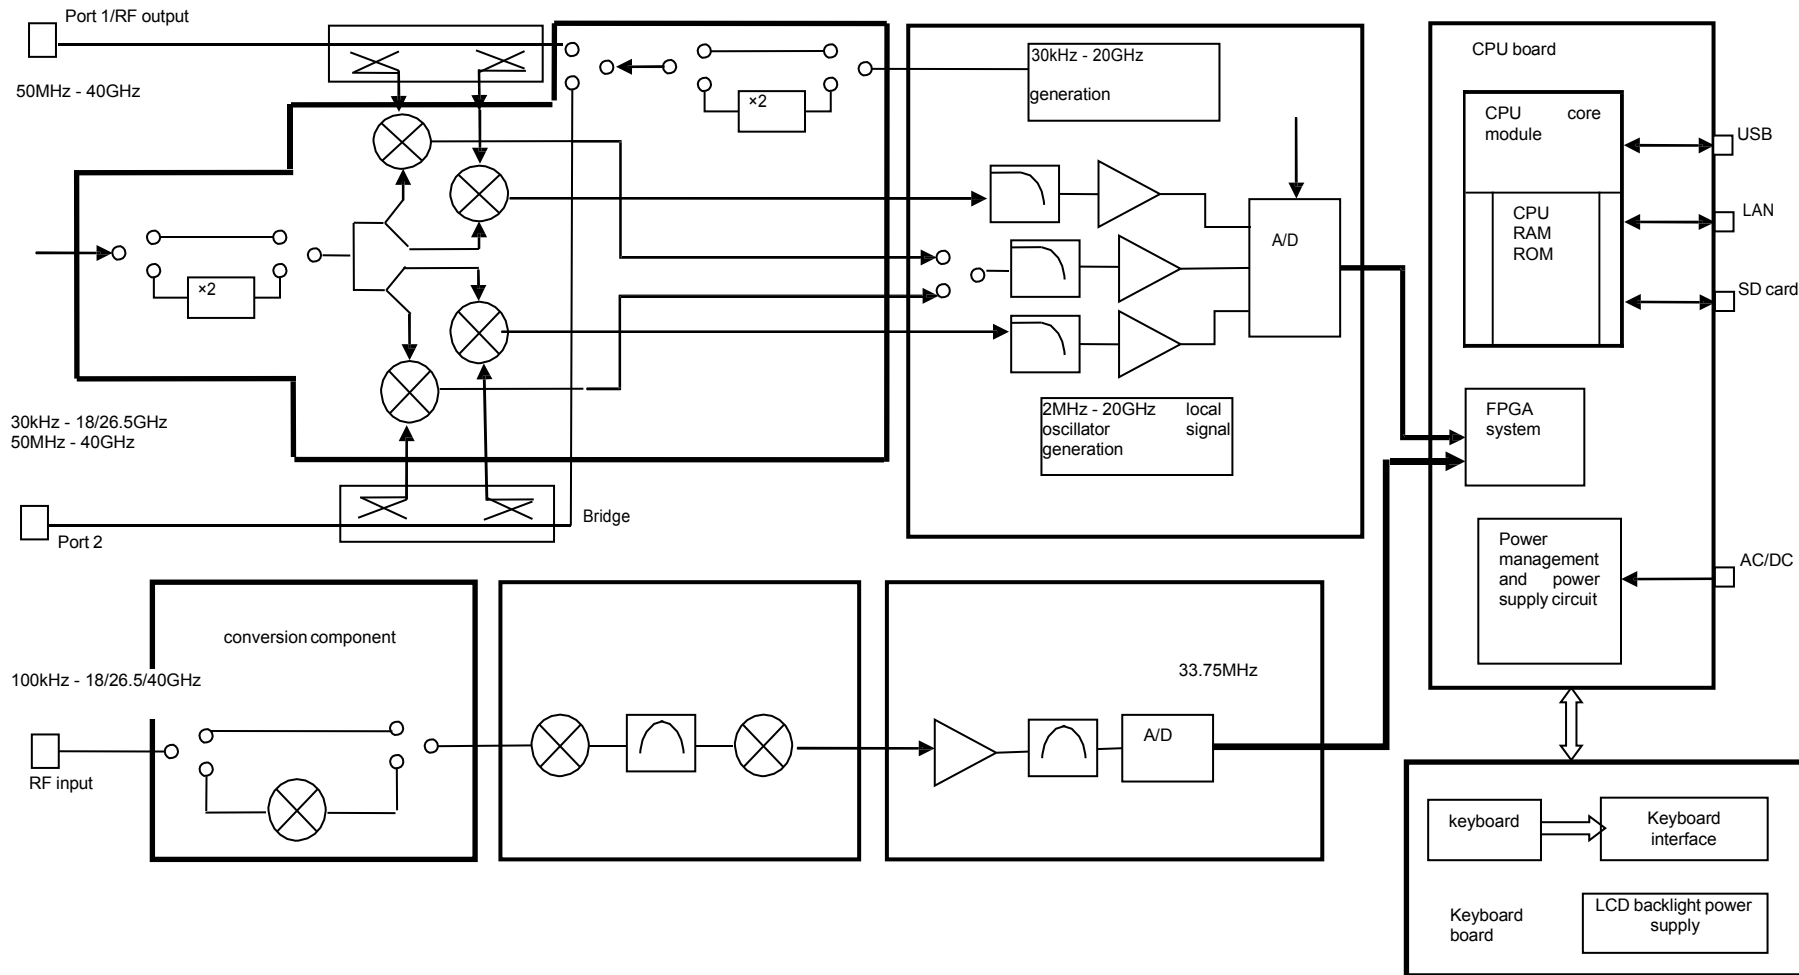 Port 1/RF output
50MHz - 40GHz
×2
30kHz - 20GHz
generation
CPU board
CPU core
module
CPU
RAM
ROM
USB
LAN
SD card
×2
A/D
30kHz - 18/26.5GHz
50MHz - 40GHz
2MHz - 20GHz local
oscillator signal
generation
FPGA
system
Port 2
Bridge
Power
management
and power
supply circuit
AC/DC
conversion component
100kHz - 18/26.5/40GHz
33.75MHz
RF input
A/D
keyboard
Keyboard
interface
Keyboard
board
LCD backlight power
supply